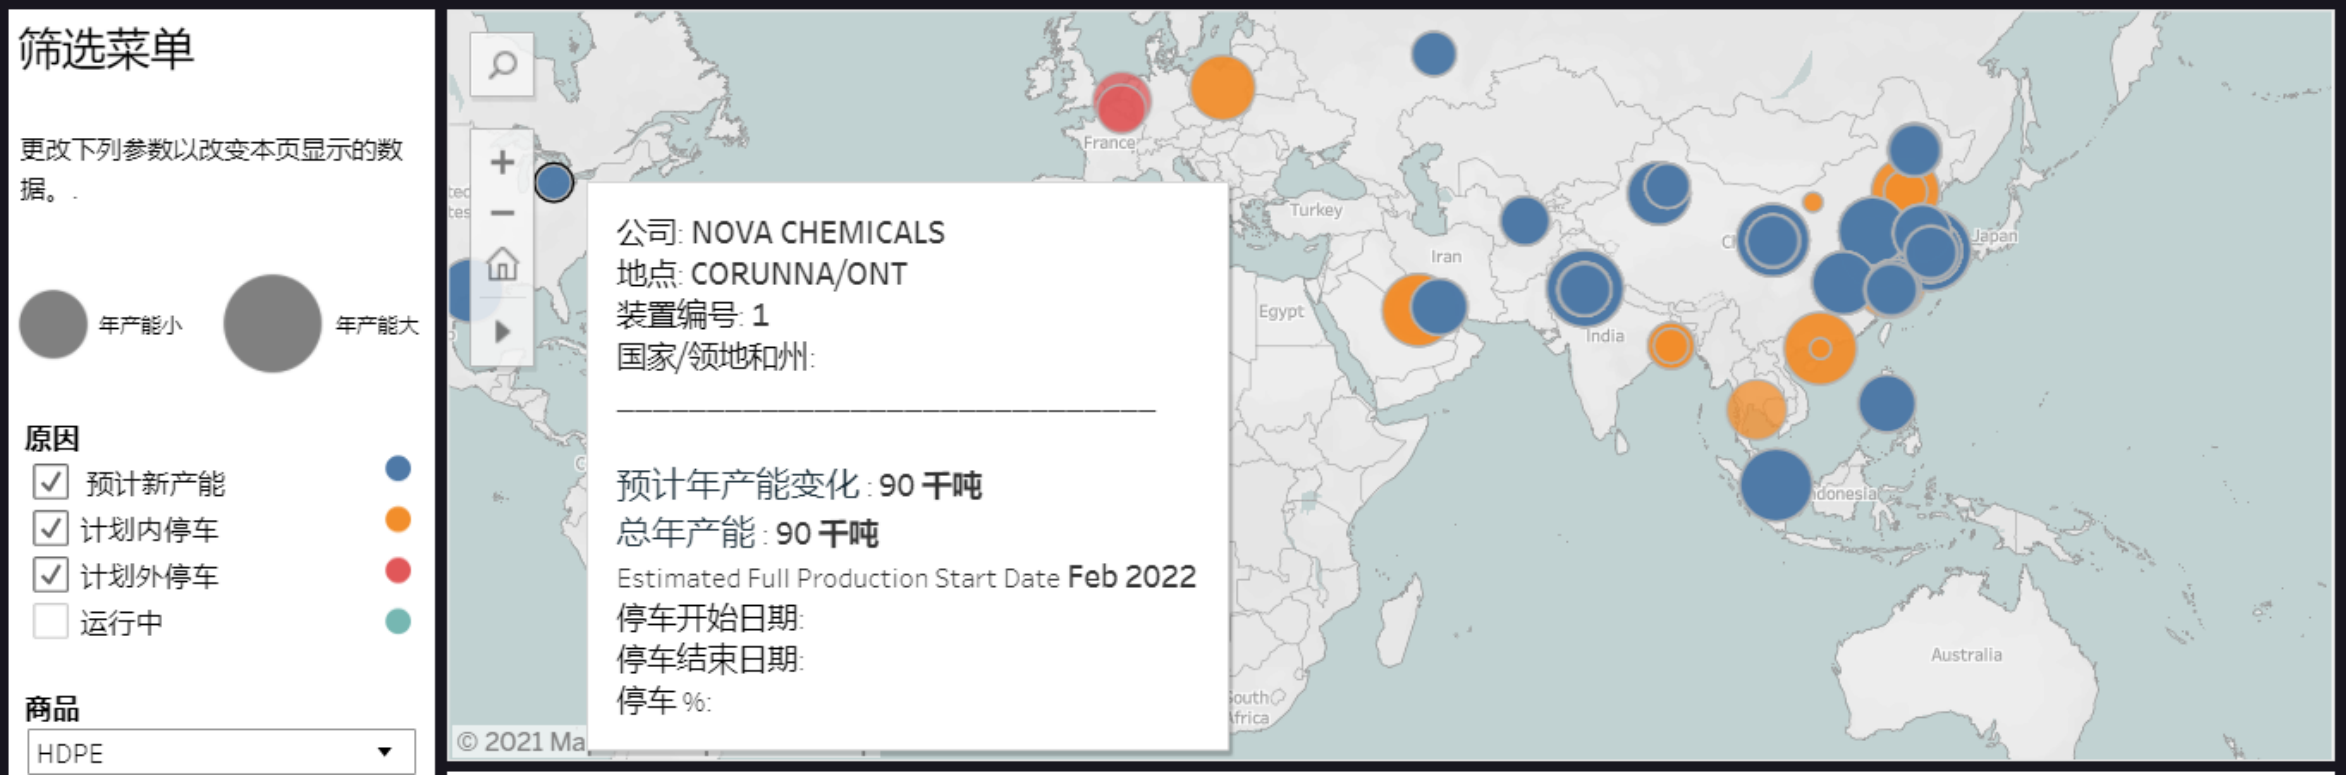 筛选菜单
更改下列参数以改变本页显示的数
据。 .
年产能小
年产能大
原因
预计新产能
计划内停车
计划外停车
运行中
商品
HDPE
France
Turkey
Iran
Egypt
India
Japan
Australia
公司: NOVA CHEMICALS
地点: CORUNNA/ONT
装置编号: 1
国家/领地和州:
______________________________
预计年产能变化 : 90 千吨
总年产能 : 90 千吨
Estimated Full Production Start Date Feb 2022
停车开始日期:
停车结束日期:
停车 %:
© 2021 Ma